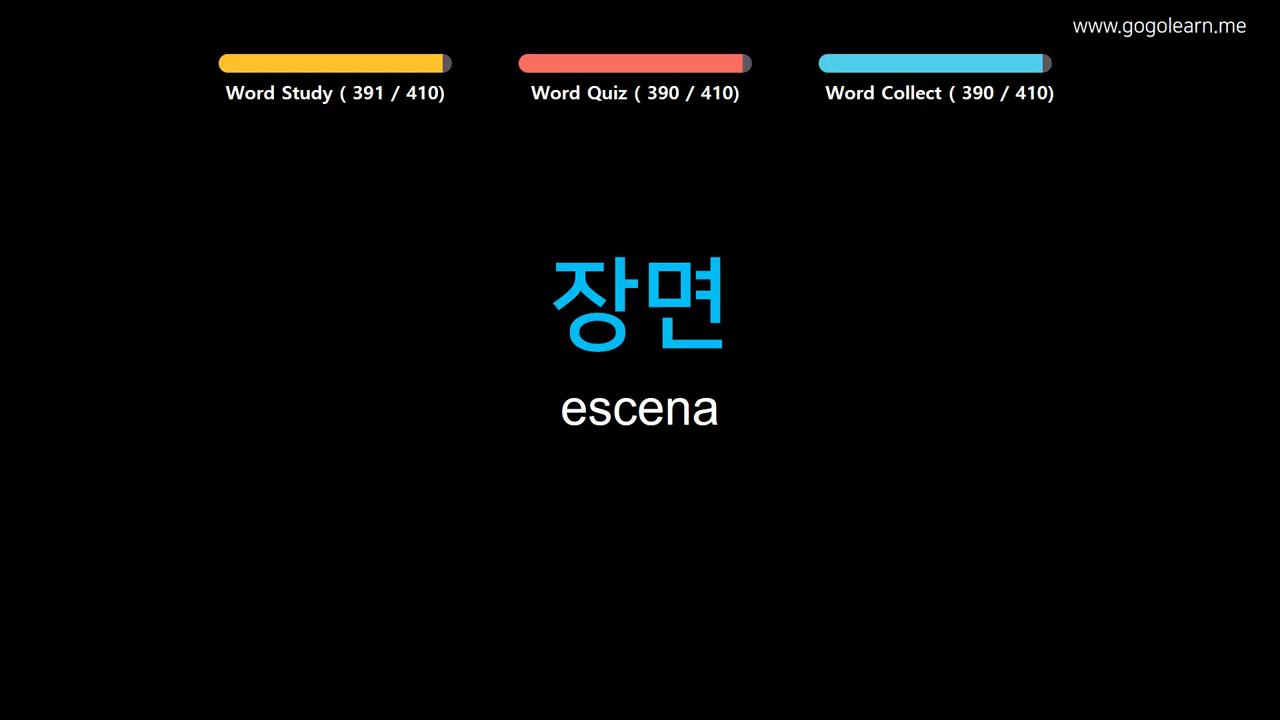 www.gogolearn.me
Word Study ( 391 / 410)
Word Quiz ( 390 / 410)
Word Collect ( 390 / 410)
장면
escena